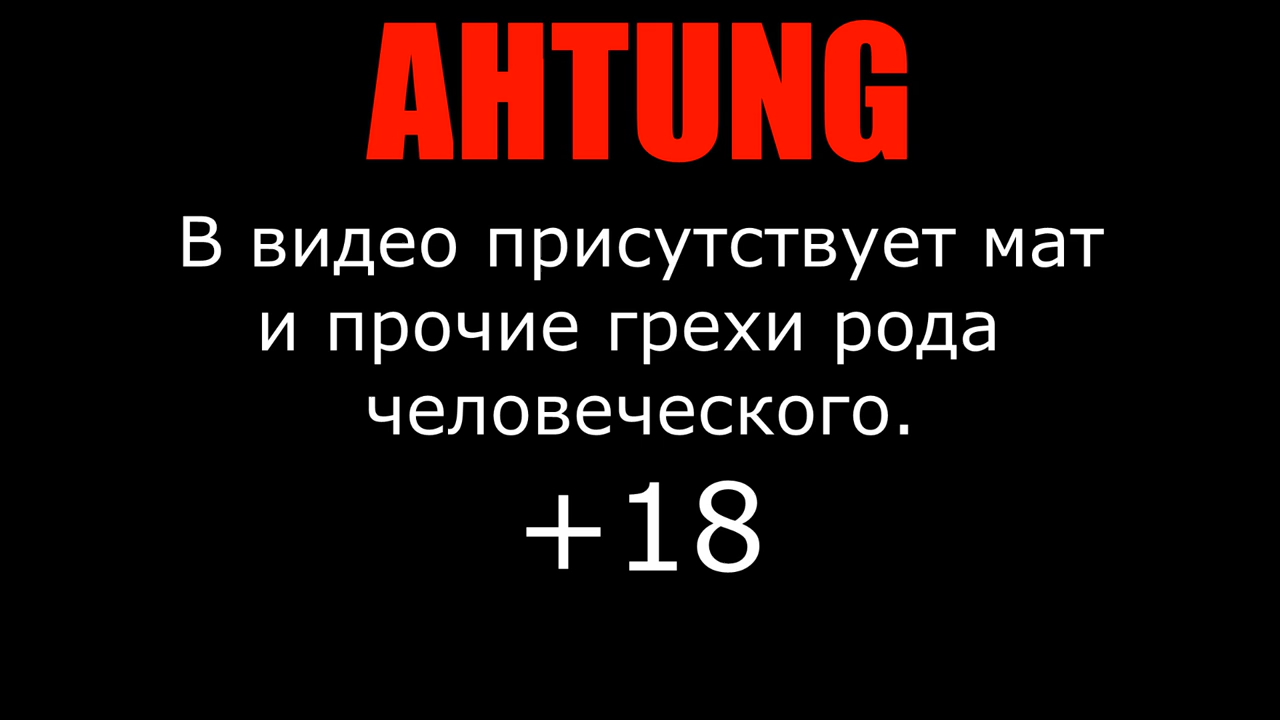 AHTUNG
В видео присутствует мат
и прочие грехи рода
человеческого.
+18